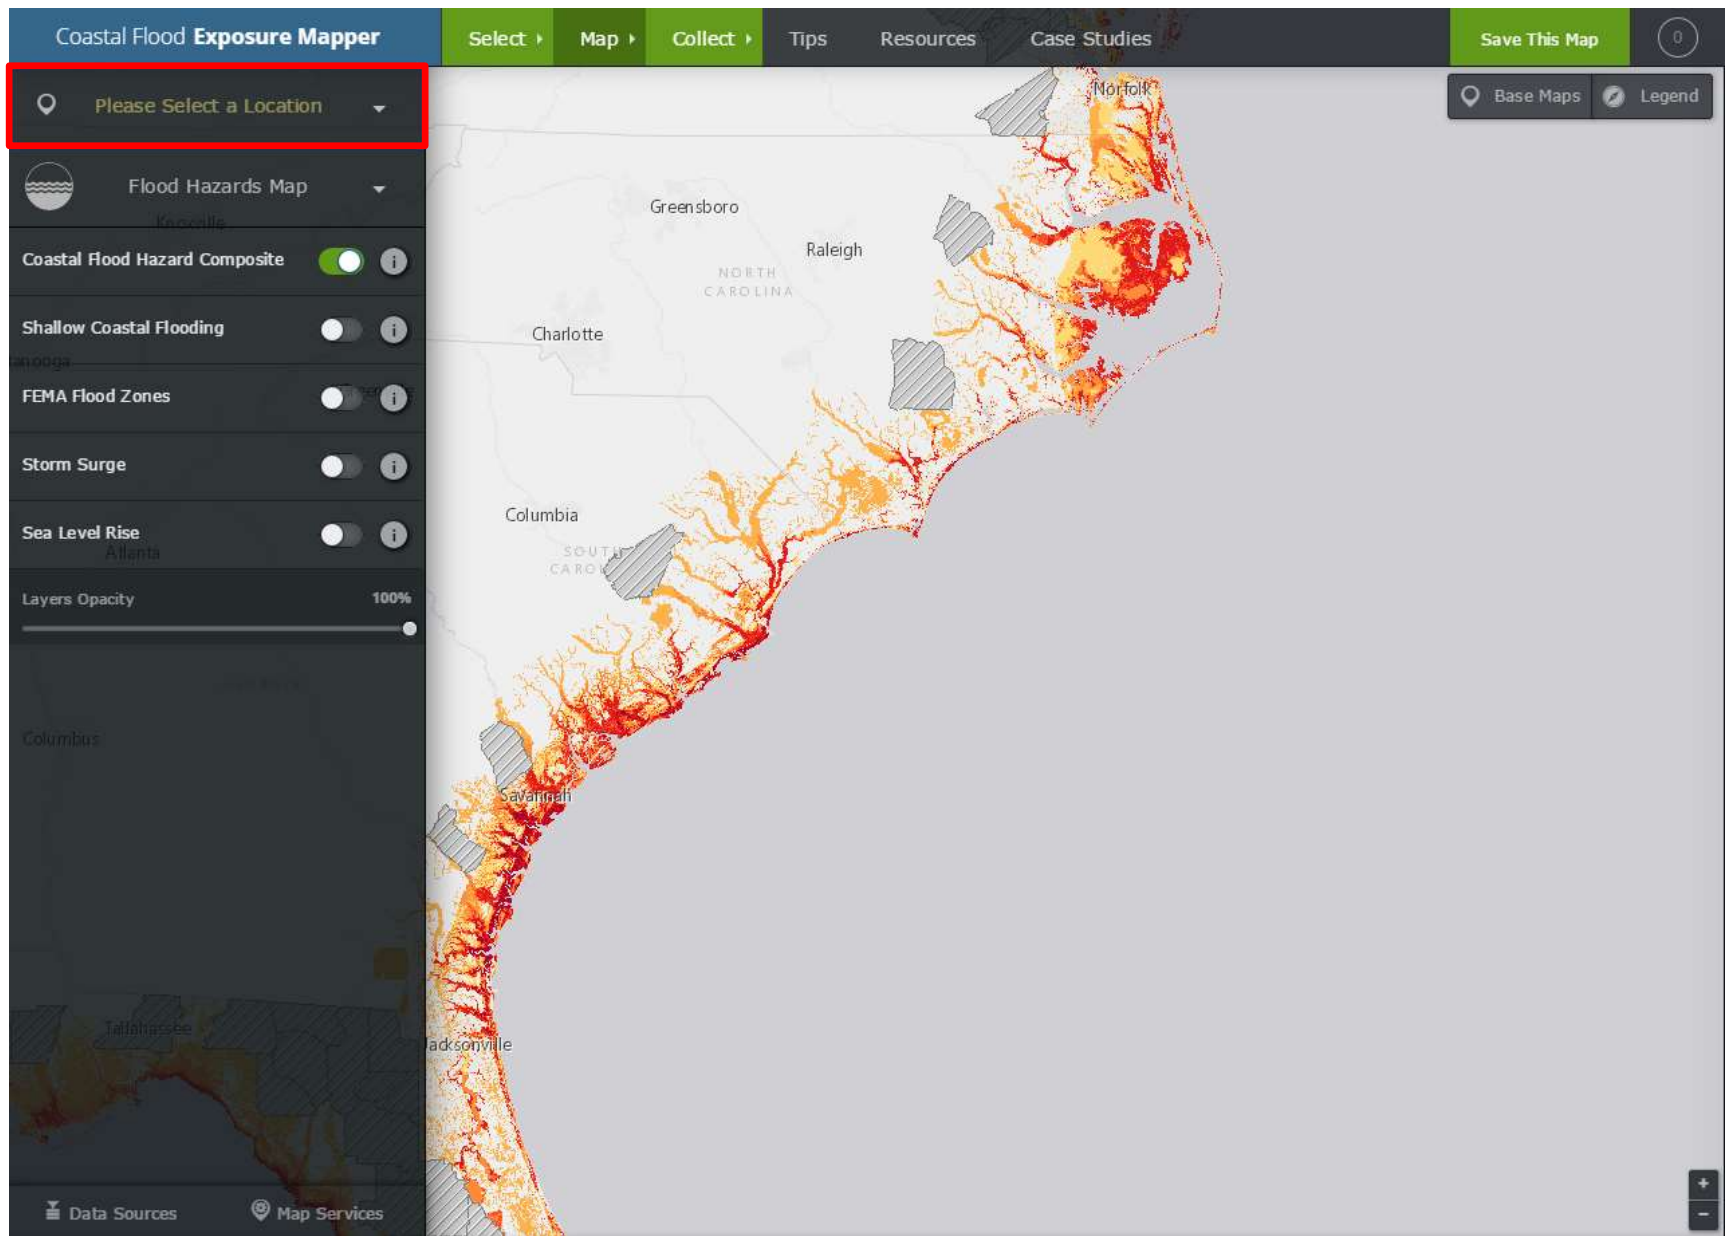 Coastal Flood Exposure Mapper
Select
Map
Collect
Tips
Resources
Case Studies
Save This Map
0
Please Select a Location
Base Maps
Legend
Norfolk
Flood Hazards Map
Knoxville
Greensboro
Raleigh
NORTH
CAROLINA
Coastal Flood Hazard Composite
Shallow Coastal Flooding
Charlotte
FEMA Flood Zones
Storm Surge
Columbia
Sea Level Rise
Atlanta
SOUTH
Layers Opacity
100%
Columbus
Savannah
Tallahassee
Jacksonville
Data Sources
Map Services
+
−